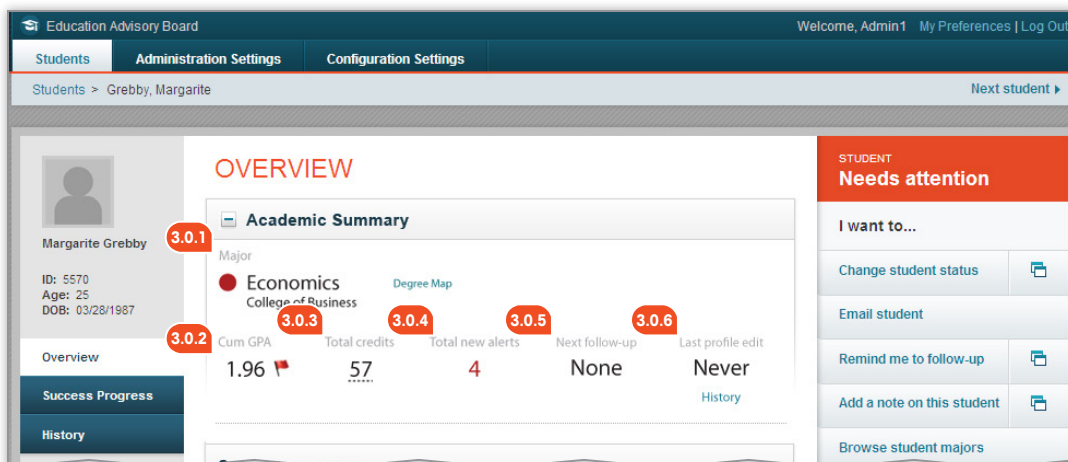 Education Advisory Board
Welcome, Admin1 My Preferences | Log Out
Students Administration Settings Configuration Settings
Students > Grebby, Margarite
Next student
OVERVIEW
Academic Summary
3.0.1
Major
Economics Degree Map
College of Business
3.0.2 3.0.3 3.0.4 3.0.5 3.0.6
Cum GPA Total credits Total new alerts Next follow-up Last profile edit
1.96 57 4 None Never
History
Margarite Grebby
ID: 5570
Age: 25
DOB: 03/28/1987
Overview
Success Progress
History
STUDENT
Needs attention
I want to...
Change student status
Email student
Remind me to follow-up
Add a note on this student
Browse student majors